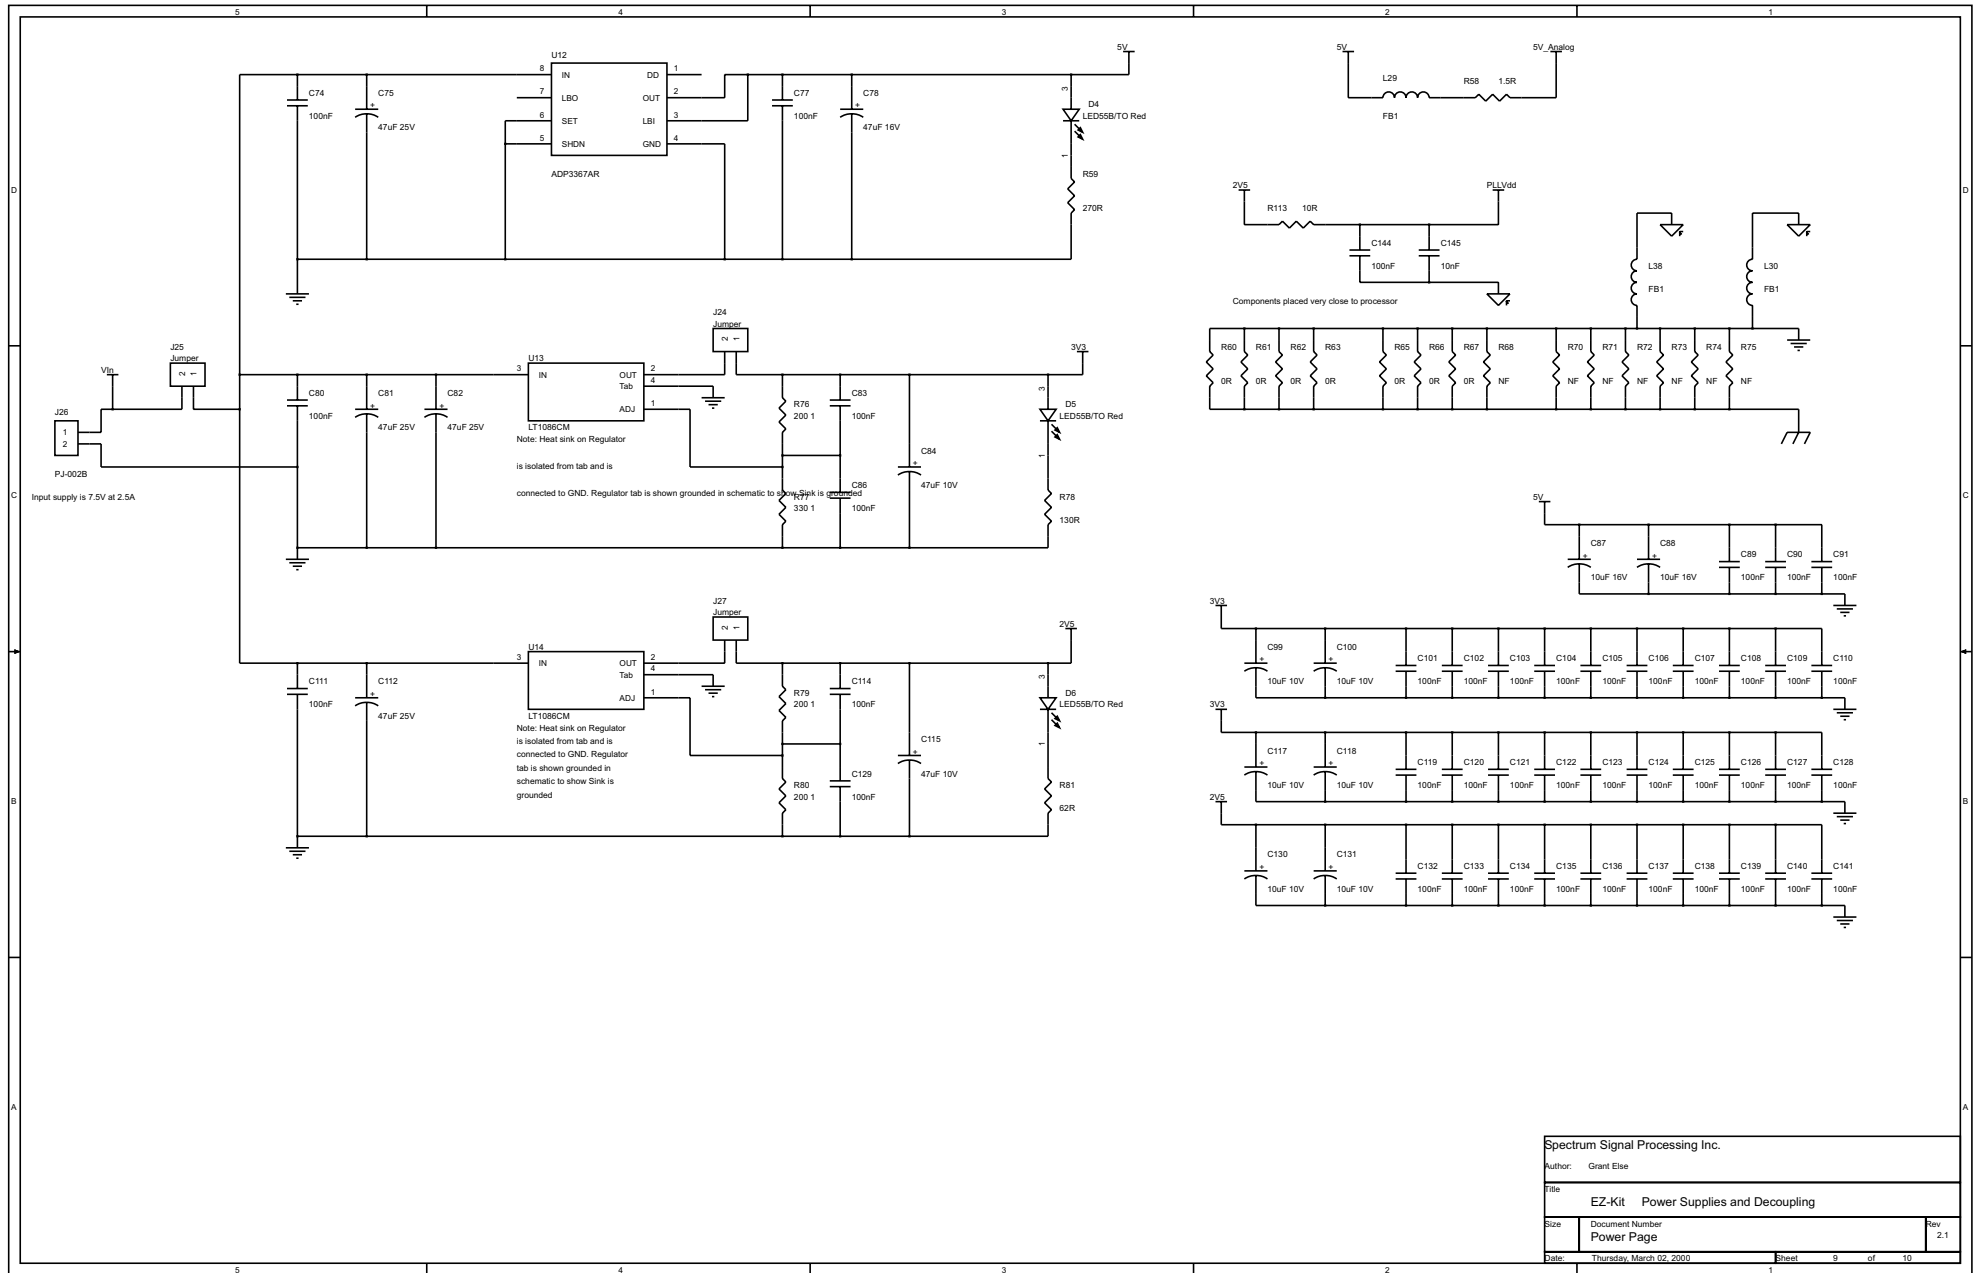 5 4 3 2 1
D
C
B
A
D
C
B
A
U12
8 IN DD 1
7 LBO OUT 2
6 SET LBI 3
5 SHDN GND 4
ADP3367AR
C74
100nF
C75
+
47uF 25V
C77
100nF
C78
+
47uF 16V
5V
3
D4
LED55B/TO Red
1
R59
270R
5V
L29
FB1
R58 1.5R
5V_Analog
2V5
R113 10R
PLLVdd
C144
100nF
C145
10nF
F
Components placed very close to processor
F
F
L38
FB1
L30
FB1
R60 R61 R62 R63 R65 R66 R67 R68 R70 R71 R72 R73 R74 R75
0R 0R 0R 0R 0R 0R 0R NF NF NF NF NF NF NF
J25
Jumper
2 1
VIn
J26
1
2
PJ-002B
Input supply is 7.5V at 2.5A
C80
100nF
C81
+
47uF 25V
C82
+
47uF 25V
U13
3 IN OUT 2
Tab 4
ADJ 1
LT1086CM
Note: Heat sink on Regulator
is isolated from tab and is
connected to GND. Regulator tab is shown grounded in schematic to show Sink is grounded
J24
Jumper
2 1
R76
200 1
C83
100nF
R77
330 1
C86
100nF
C84
+
47uF 10V
3V3
3
D5
LED55B/TO Red
1
R78
130R
C111
100nF
C112
+
47uF 25V
U14
3 IN OUT 2
Tab 4
ADJ 1
LT1086CM
Note: Heat sink on Regulator
is isolated from tab and is
connected to GND. Regulator
tab is shown grounded in
schematic to show Sink is
grounded
J27
Jumper
2 1
R79
200 1
C114
100nF
R80
200 1
C129
100nF
C115
+
47uF 10V
2V5
3
D6
LED55B/TO Red
1
R81
62R
5V
C87 C88 C89 C90 C91
+ +
10uF 16V 10uF 16V 100nF 100nF 100nF
3V3
C99 C100 C101 C102 C103 C104 C105 C106 C107 C108 C109 C110
+ +
10uF 10V 10uF 10V 100nF 100nF 100nF 100nF 100nF 100nF 100nF 100nF 100nF 100nF
3V3
C117 C118 C119 C120 C121 C122 C123 C124 C125 C126 C127 C128
+ +
10uF 10V 10uF 10V 100nF 100nF 100nF 100nF 100nF 100nF 100nF 100nF 100nF 100nF
2V5
C130 C131 C132 C133 C134 C135 C136 C137 C138 C139 C140 C141
+ +
10uF 10V 10uF 10V 100nF 100nF 100nF 100nF 100nF 100nF 100nF 100nF 100nF 100nF
Spectrum Signal Processing Inc.
Author: Grant Else
Title
EZ-Kit Power Supplies and Decoupling
Size Document Number Rev
Power Page 2.1
Date: Thursday, March 02, 2000 Sheet 9 of 10
5 4 3 2 1